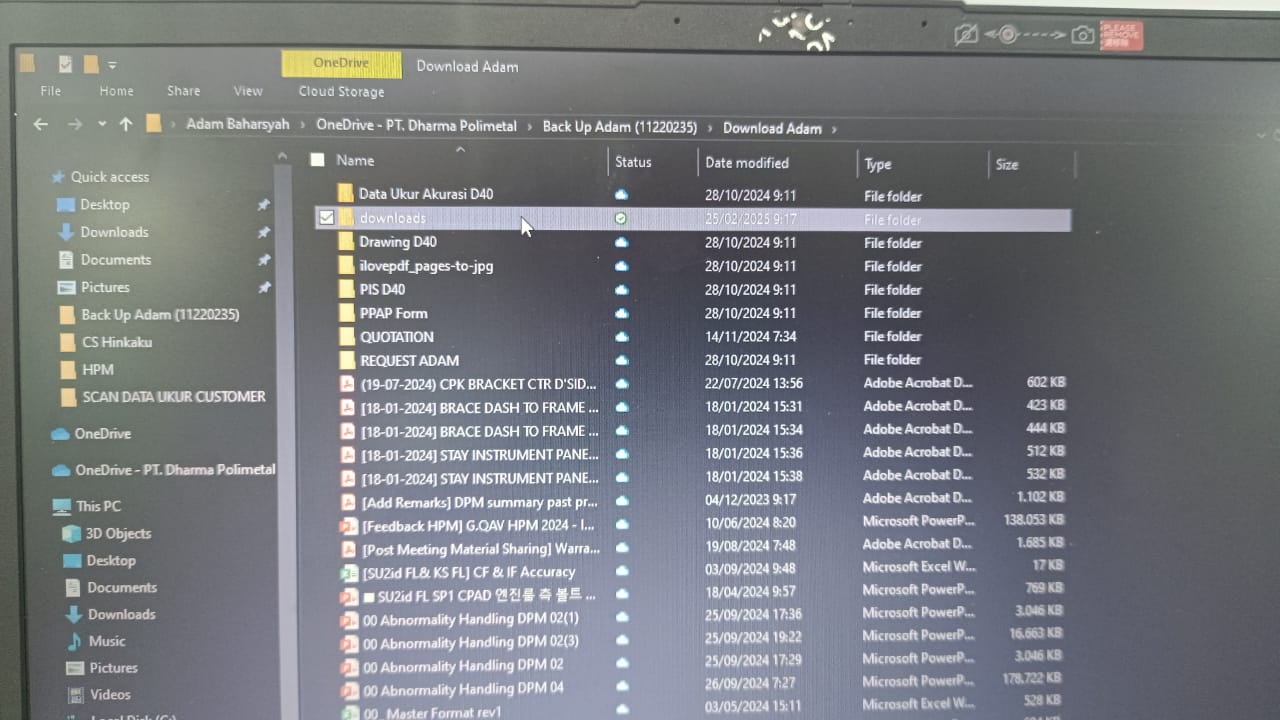 PLEASE
REMOVE
OneDrive
Download Adam
File Home Share View Cloud Storage
Adam Baharsyah › OneDrive - PT. Dharma Polimetal › Back Up Adam (11220235) › Download Adam ›
Quick access
Desktop
Downloads
Documents
Pictures
Back Up Adam (11220235)
CS Hinkaku
HPM
SCAN DATA UKUR CUSTOMER
OneDrive
OneDrive - PT. Dharma Polimetal
This PC
3D Objects
Desktop
Documents
Downloads
Music
Pictures
Videos
Local Disk (C:)
Name Status Date modified Type Size
Data Ukur Akurasi D40 28/10/2024 9:11 File folder
downloads 25/02/2025 9:17 File folder
Drawing D40 28/10/2024 9:11 File folder
ilovepdf_pages-to-jpg 28/10/2024 9:11 File folder
PIS D40 28/10/2024 9:11 File folder
PPAP Form 28/10/2024 9:11 File folder
QUOTATION 14/11/2024 7:34 File folder
REQUEST ADAM 28/10/2024 9:11 File folder
(19-07-2024) CPK BRACKET CTR D'SID... 22/07/2024 13:56 Adobe Acrobat D... 602 KB
[18-01-2024] BRACE DASH TO FRAME ... 18/01/2024 15:31 Adobe Acrobat D... 423 KB
[18-01-2024] BRACE DASH TO FRAME ... 18/01/2024 15:34 Adobe Acrobat D... 444 KB
[18-01-2024] STAY INSTRUMENT PANE... 18/01/2024 15:36 Adobe Acrobat D... 512 KB
[18-01-2024] STAY INSTRUMENT PANE... 18/01/2024 15:38 Adobe Acrobat D... 532 KB
[Add Remarks] DPM summary past pr... 04/12/2023 9:17 Adobe Acrobat D... 1.102 KB
[Feedback HPM] G.QAV HPM 2024 - I... 10/06/2024 8:20 Microsoft PowerP... 138.053 KB
[Post Meeting Material Sharing] Warra... 19/08/2024 7:48 Adobe Acrobat D... 1.685 KB
[SU2id FL& KS FL] CF & IF Accuracy 03/09/2024 9:48 Microsoft Excel W... 17 KB
■ SU2id FL SP1 CPAD 엔진룸 측 볼트 ... 18/04/2024 9:57 Microsoft PowerP... 769 KB
00 Abnormality Handling DPM 02(1) 25/09/2024 17:36 Microsoft PowerP... 3.046 KB
00 Abnormality Handling DPM 02(3) 25/09/2024 19:22 Microsoft PowerP... 16.663 KB
00 Abnormality Handling DPM 02 25/09/2024 17:29 Microsoft PowerP... 3.046 KB
00 Abnormality Handling DPM 04 26/09/2024 7:27 Microsoft PowerP... 178.722 KB
00_Master Format rev1 03/05/2024 15:11 Microsoft Excel W... 528 KB